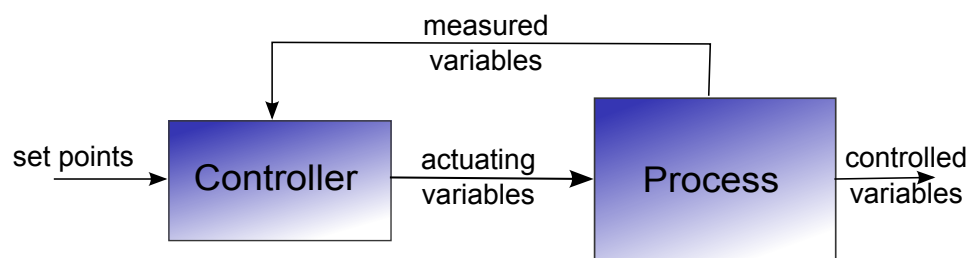 measured
variables
set points
Controller
actuating
variables
Process
controlled
variables